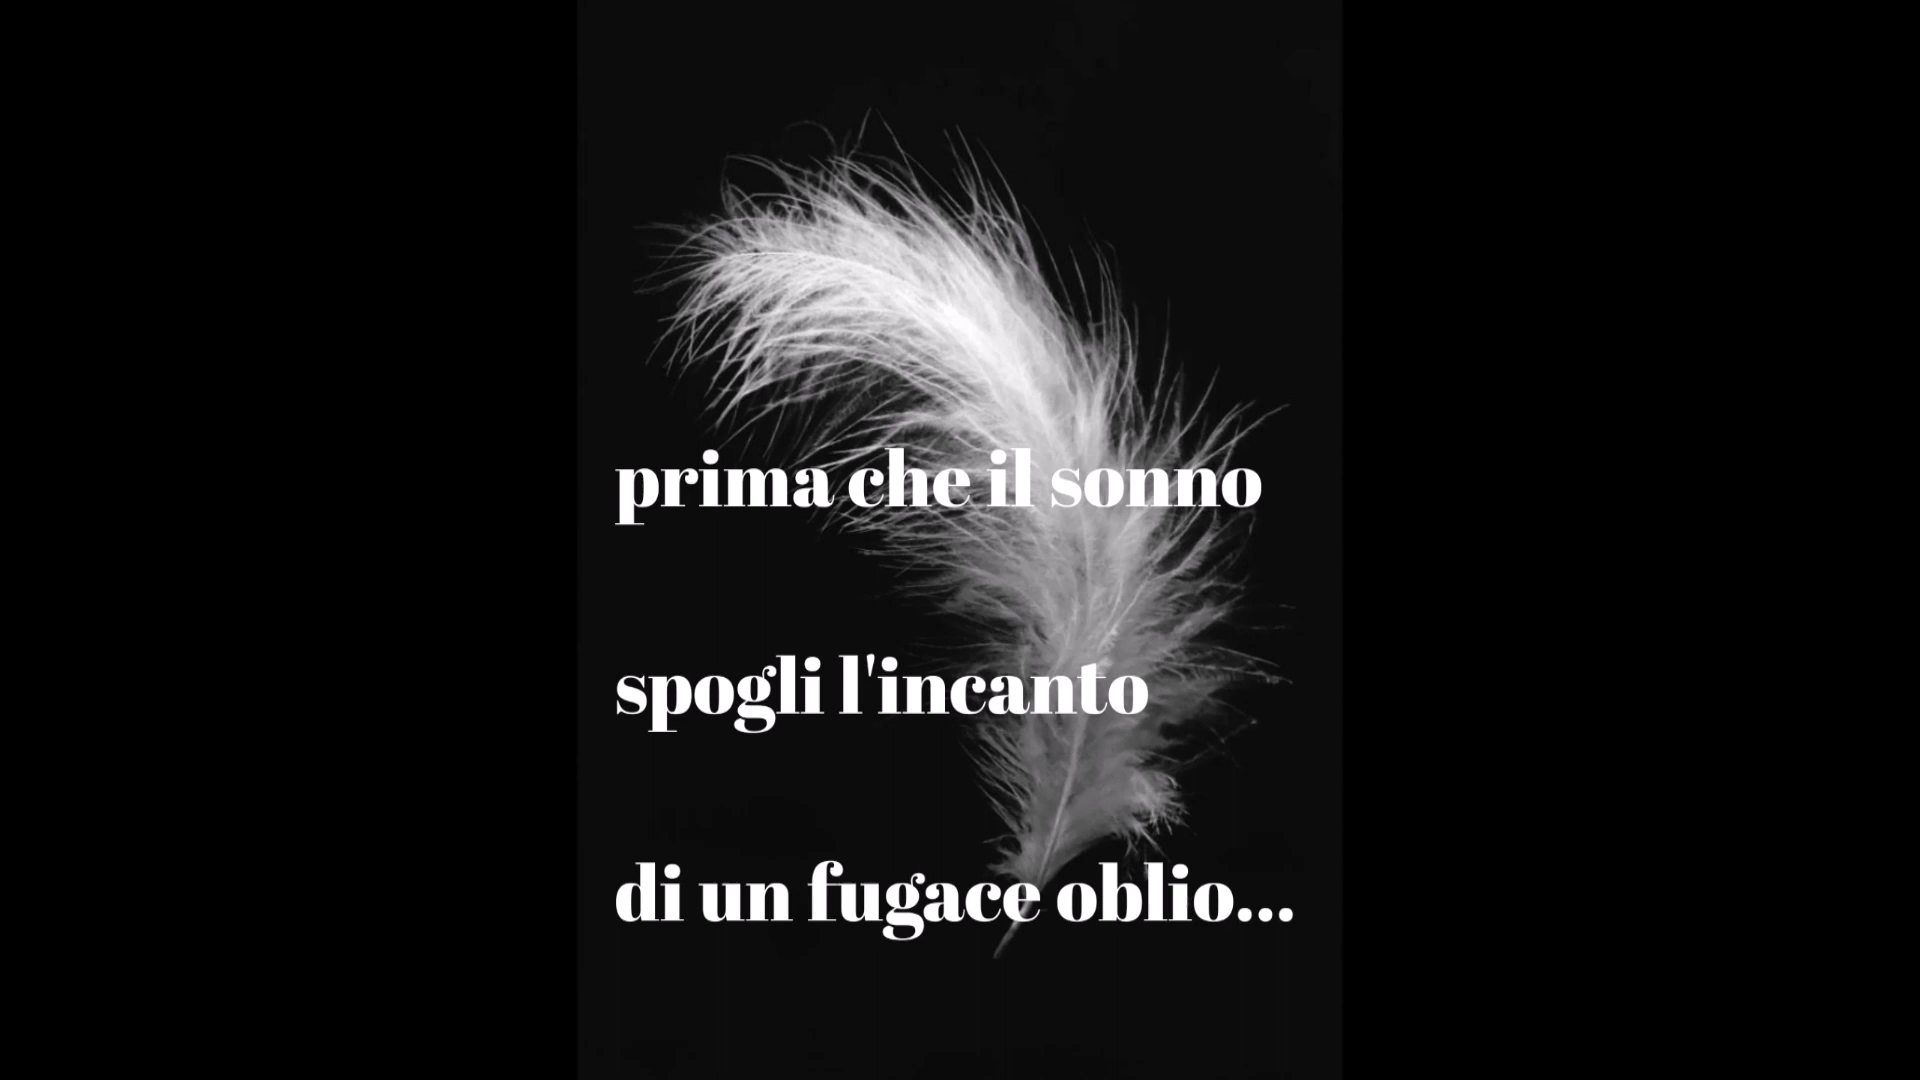 prima che il sonno
spogli l'incanto
di un fugace oblio...